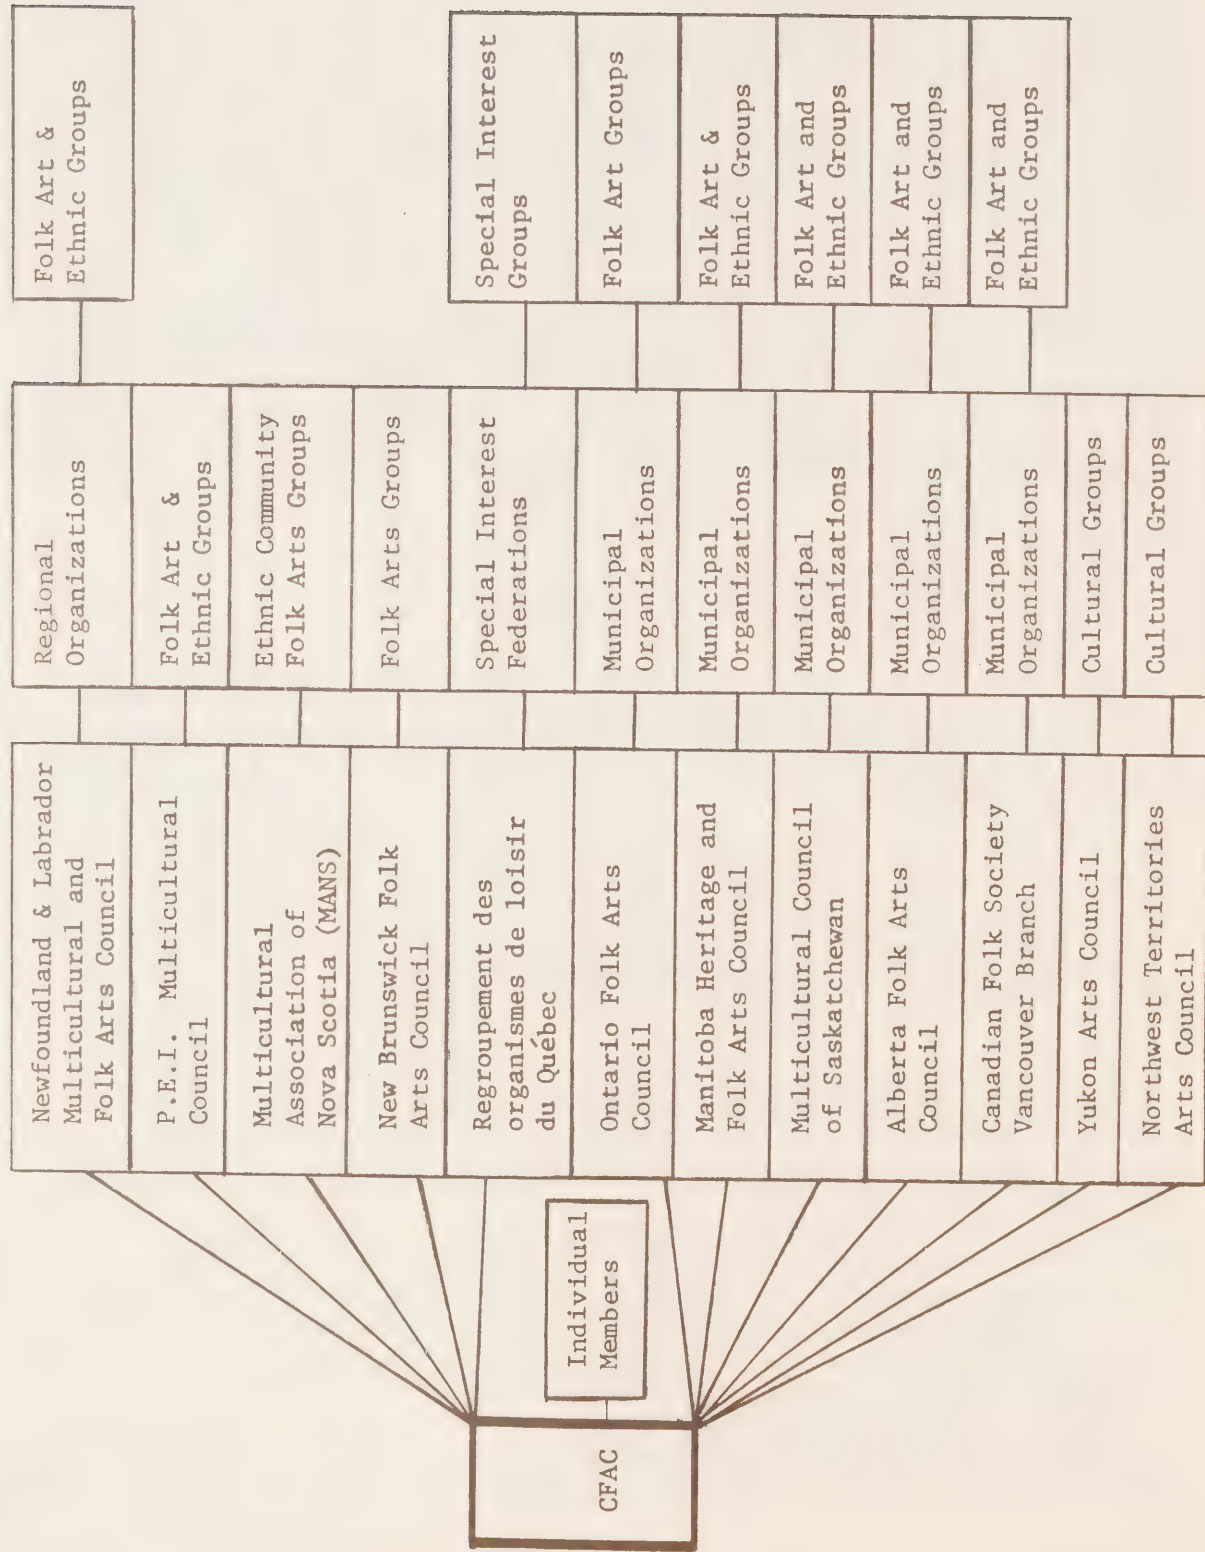 CFAC
Individual
Members
Newfoundland & Labrador
Multicultural and
Folk Arts Council
P.E.I. Multicultural
Council
Multicultural
Association of
Nova Scotia (MANS)
New Brunswick Folk
Arts Council
Regroupement des
organismes de loisir
du Québec
Ontario Folk Arts
Council
Manitoba Heritage and
Folk Arts Council
Multicultural Council
of Saskatchewan
Alberta Folk Arts
Council
Canadian Folk Society
Vancouver Branch
Yukon Arts Council
Northwest Territories
Arts Council
Regional
Organizations
Folk Art &
Ethnic Groups
Ethnic Community
Folk Arts Groups
Folk Arts Groups
Special Interest
Federations
Municipal
Organizations
Municipal
Organizations
Municipal
Organizations
Municipal
Organizations
Municipal
Organizations
Cultural Groups
Cultural Groups
Folk Art &
Ethnic Groups
Special Interest
Groups
Folk Art Groups
Folk Art &
Ethnic Groups
Folk Art and
Ethnic Groups
Folk Art and
Ethnic Groups
Folk Art and
Ethnic Groups